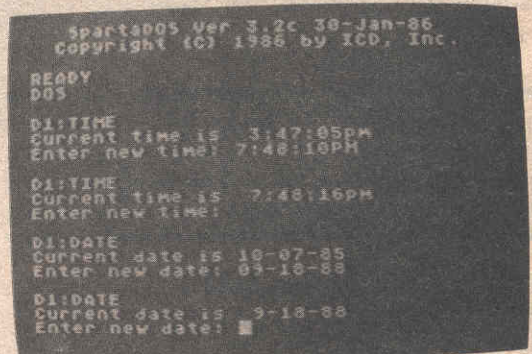 SpartaDOS Ver 3.2c 30-Jan-86
Copyright (C) 1986 by ICD, Inc.
READY
DOS
D1:TIME
Current time is 3:47:05pm
Enter new time: 7:48:10PM
D1:TIME
Current time is 7:48:16pm
Enter new time:
D1:DATE
Current date is 10-07-85
Enter new date: 09-18-88
D1:DATE
Current date is 9-18-88
Enter new date: